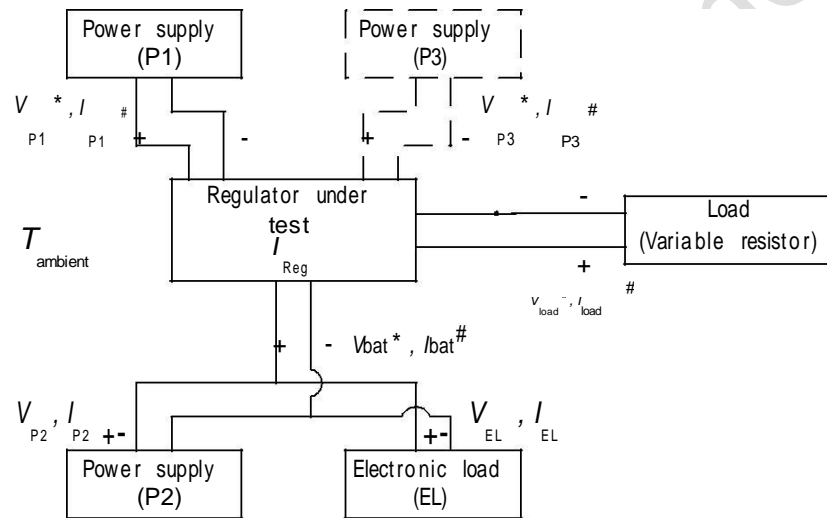 Power supply
(P1)
Power supply
(P3)
V P1 *, I P1 #
+ -
+ -
V P3 *, I P3 #
Regulator under
test
I Reg
T ambient
-
Load
(Variable resistor)
+
V load *, I load #
+ - Vbat*, Ibat#
V P2, I P2 +-
+- V EL, I EL
Power supply
(P2)
Electronic load
(EL)